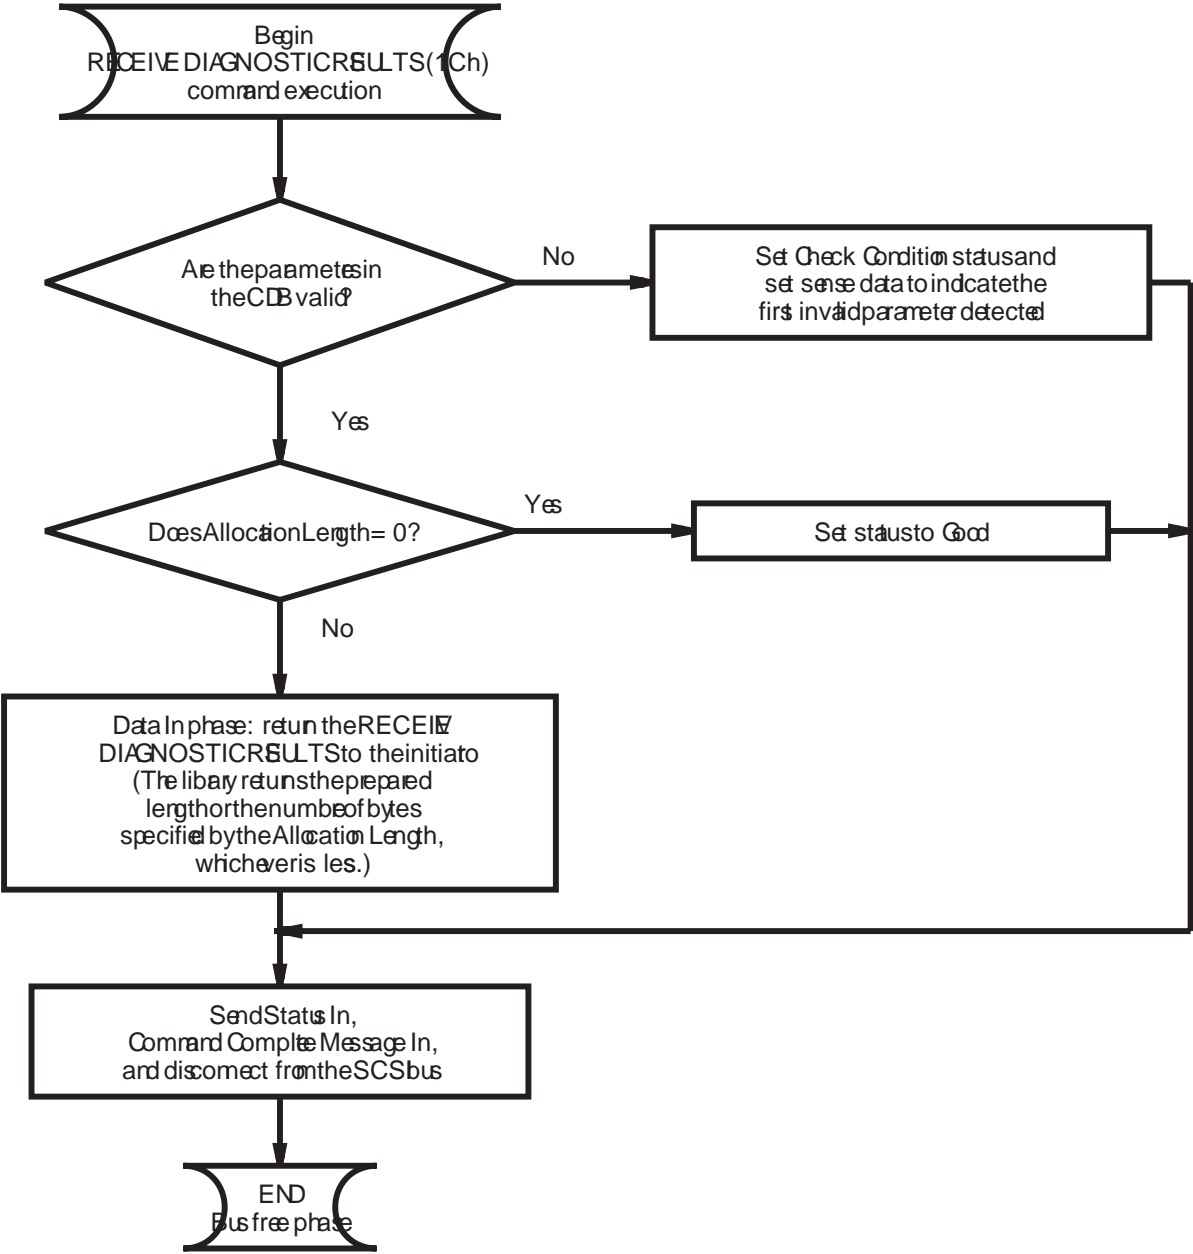 Begin
RECEIVE DIAGNOSTIC RESULTS (1Ch)
command execution
Are the parameters in
the CDB valid?
No
Set Check Condition status and
set sense data to indicate the
first invalid parameter detected
Yes
Does Allocation Length = 0?
Yes
Set status to Good
No
Data In phase: return the RECEIVE
DIAGNOSTIC RESULTS to the initiator
(The library returns the prepared
length or the number of bytes
specified by the Allocation Length,
whichever is less.)
Send Status In,
Command Complete Message In,
and disconnect from the SCSI bus
END
Bus free phase